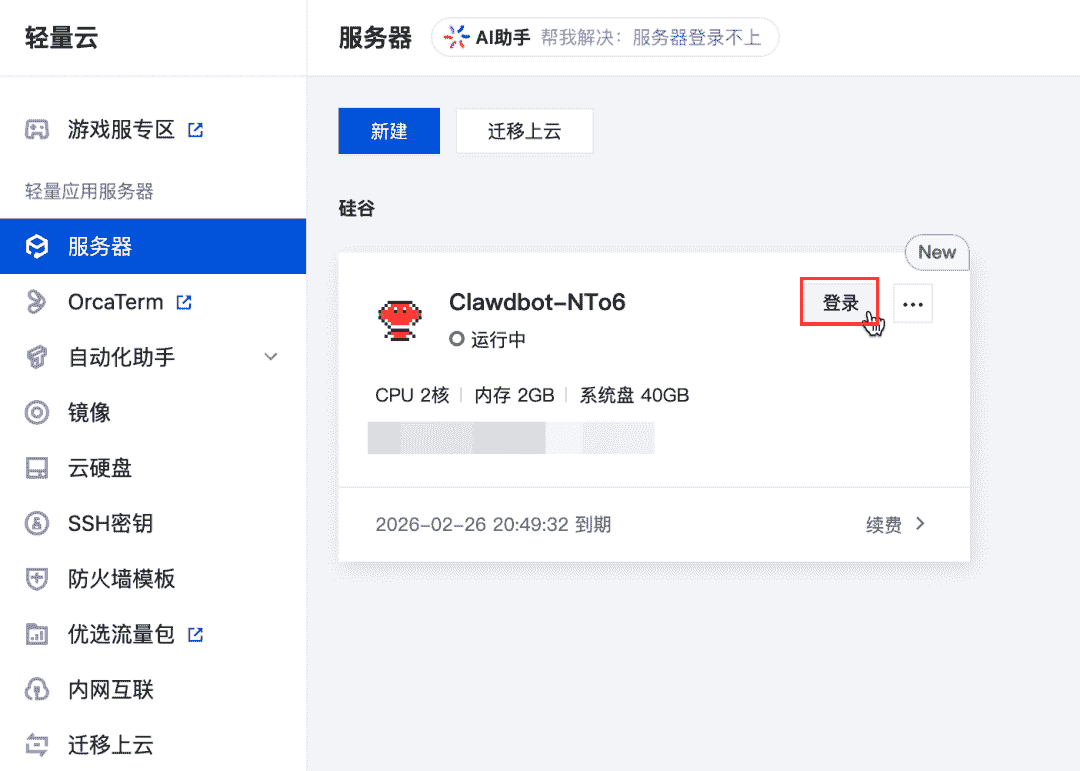 轻量云
服务器
AI助手 帮我解决：服务器登录不上
游戏服专区
轻量应用服务器
服务器
OrcaTerm
自动化助手
镜像
云硬盘
SSH密钥
防火墙模板
优选流量包
内网互联
迁移上云
新建
迁移上云
硅谷
New
Clawdbot-NTo6
登录
...
运行中
CPU 2核 | 内存 2GB | 系统盘 40GB
2026-02-26 20:49:32 到期
续费